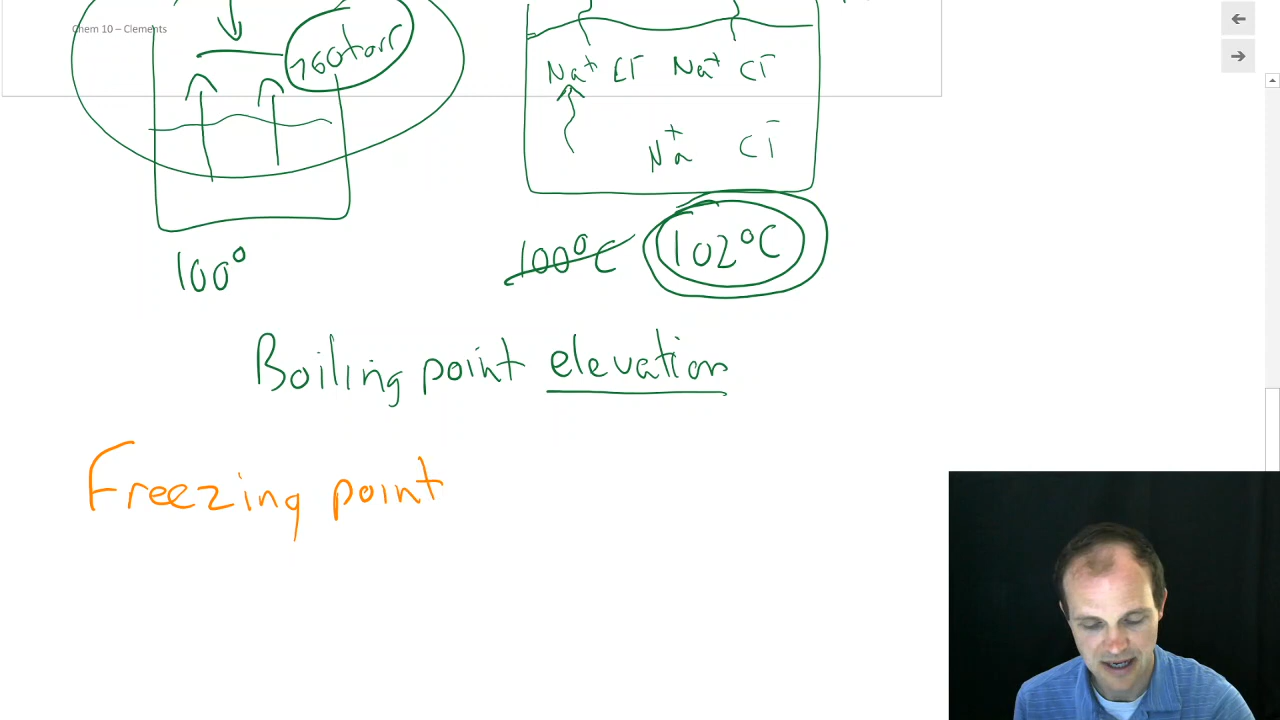 Chem 10 – Clements
760torr
Na⁺ Cl⁻ Na⁺ Cl⁻
Na⁺ Cl⁻
100°
100°C 102°C
Boiling point elevation
Freezing point